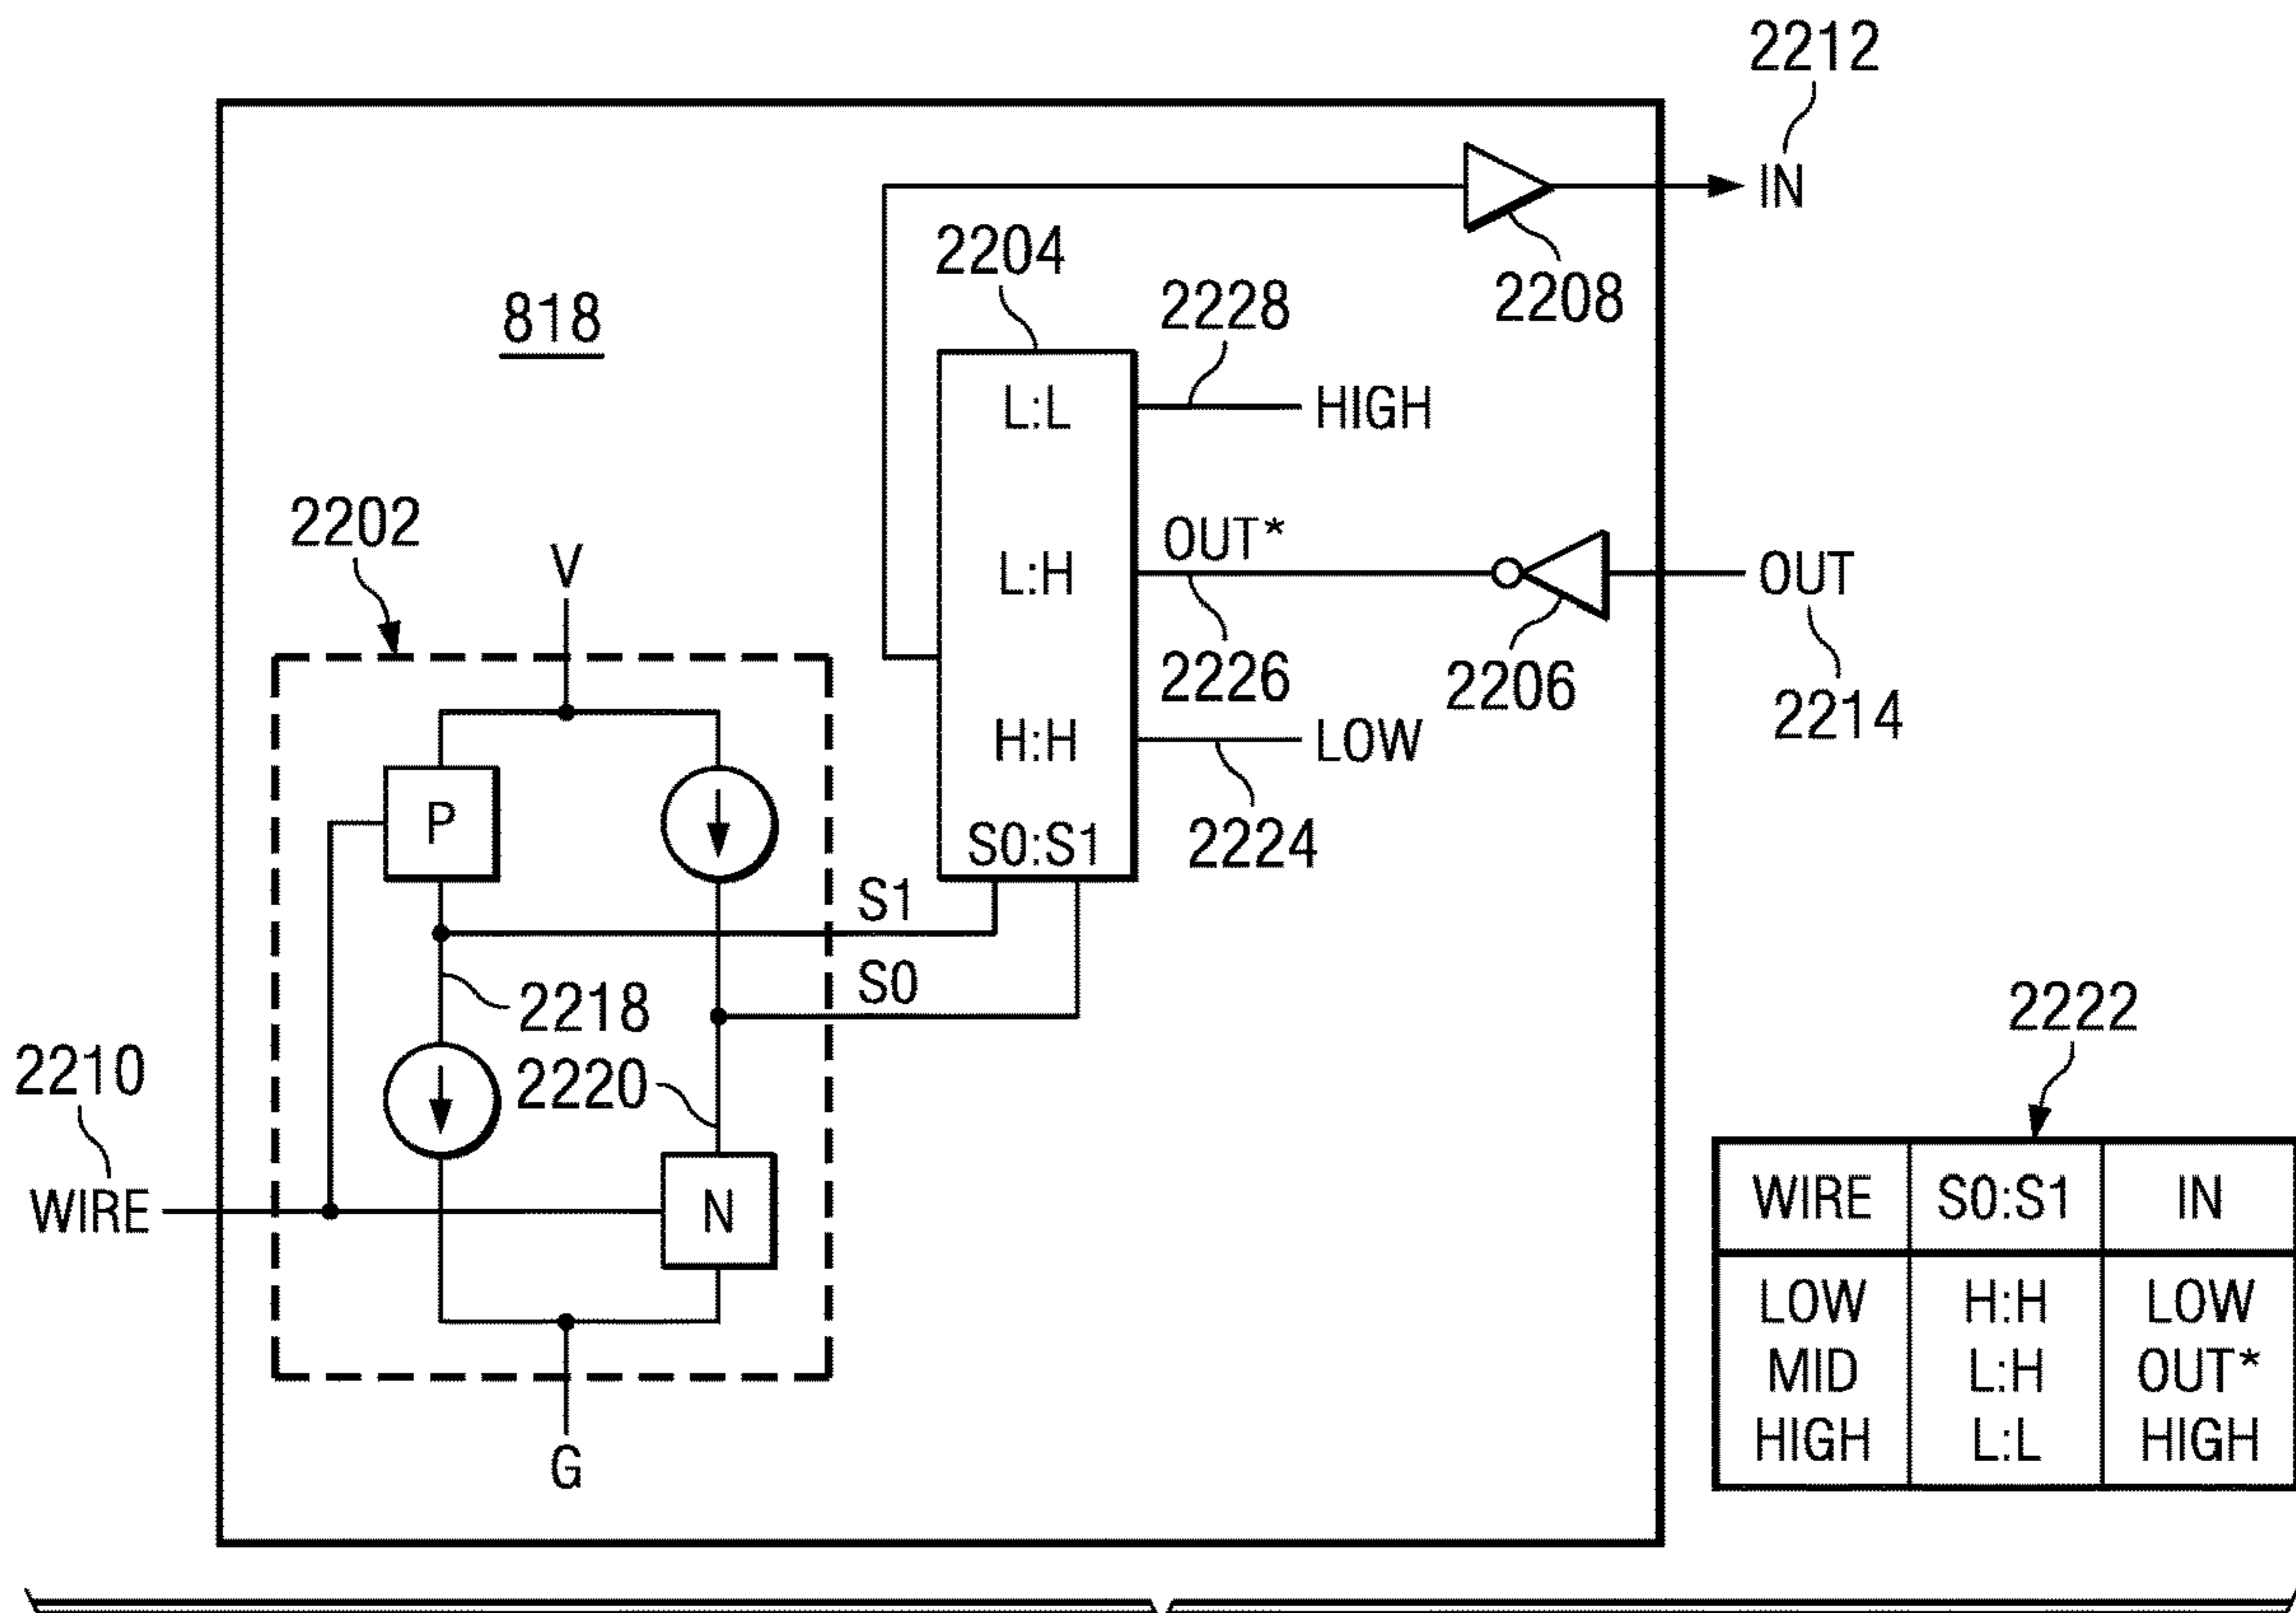 2212
IN
2208
2204
2228
818
L:L
HIGH
2202
V
OUT*
L:H
OUT
2226
2206
2214
H:H
LOW
P
S0:S1
2224
S1
S0
2218
2220
2210
WIRE
N
G
2222
WIRE S0:S1 IN
LOW H:H LOW
MID L:H OUT*
HIGH L:L HIGH